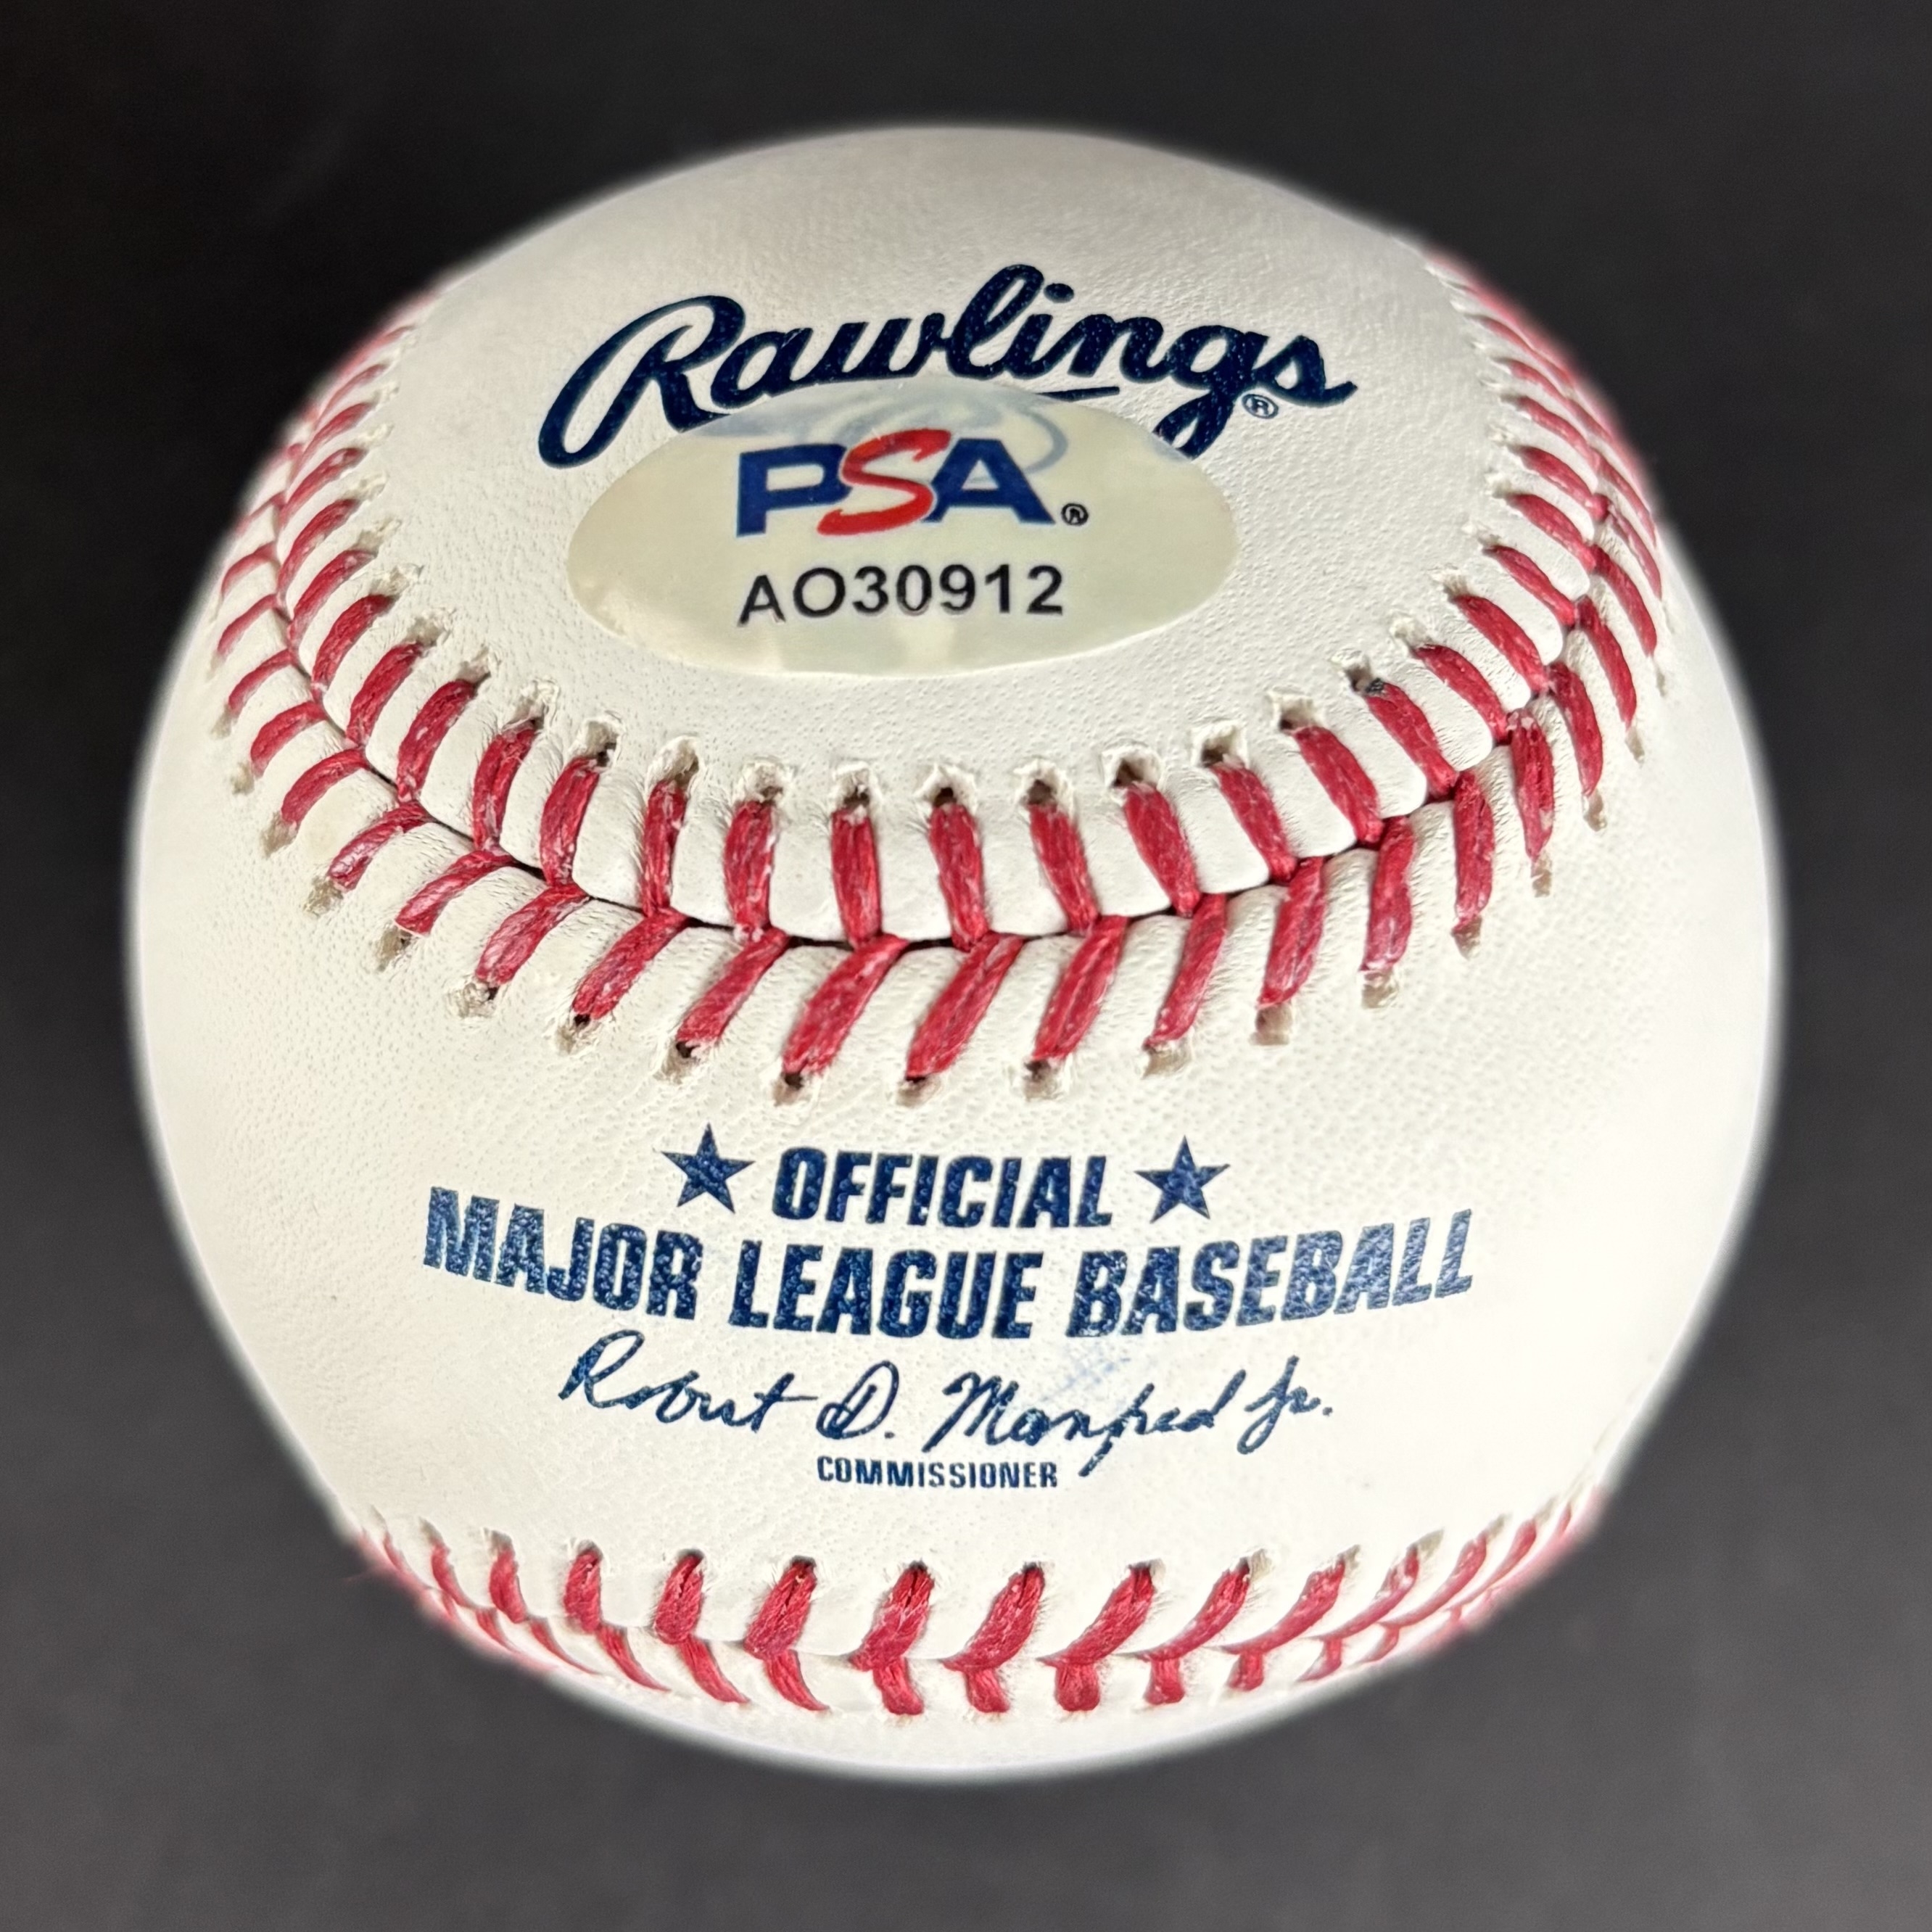 Rawlings®
PSA®
AO30912
★ OFFICIAL ★
MAJOR LEAGUE BASEBALL
Robert D. Manfred Jr.
COMMISSIONER